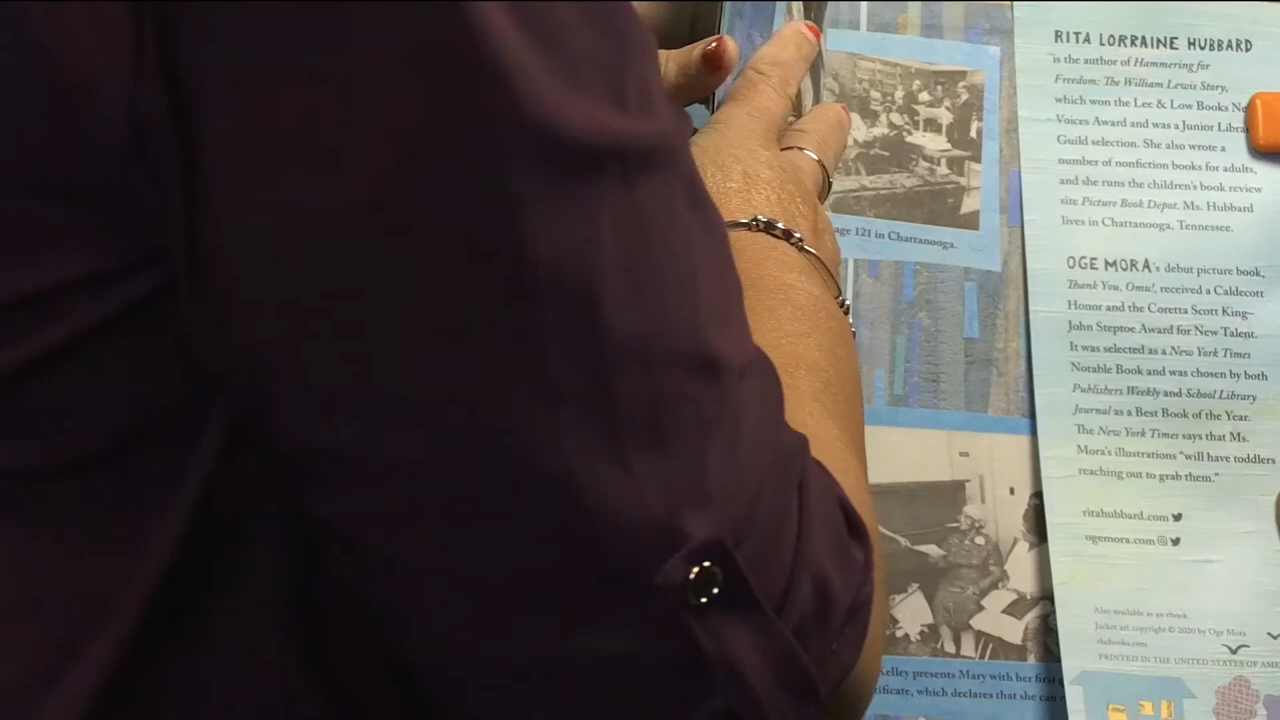 age 121 in Chattanooga.
Kelley presents Mary with her first
tificate, which declares that she can
RITA LORRAINE HUBBARD
is the author of Hammering for
Freedom: The William Lewis Story,
which won the Lee & Low Books Ne
Voices Award and was a Junior Libra
Guild selection. She also wrote a
number of nonfiction books for adults,
and she runs the children's book review
site Picture Book Depot. Ms. Hubbard
lives in Chattanooga, Tennessee.
OGE MORA's debut picture book,
Thank You, Omu!, received a Caldecott
Honor and the Coretta Scott King–
John Steptoe Award for New Talent.
It was selected as a New York Times
Notable Book and was chosen by both
Publishers Weekly and School Library
Journal as a Best Book of the Year.
The New York Times says that Ms.
Mora's illustrations "will have toddlers
reaching out to grab them."
ritahubbard.com
ogemora.com
Also available as an ebook
Jacket art copyright © 2020 by Oge Mora
rhcbooks.com
PRINTED IN THE UNITED STATES OF AME